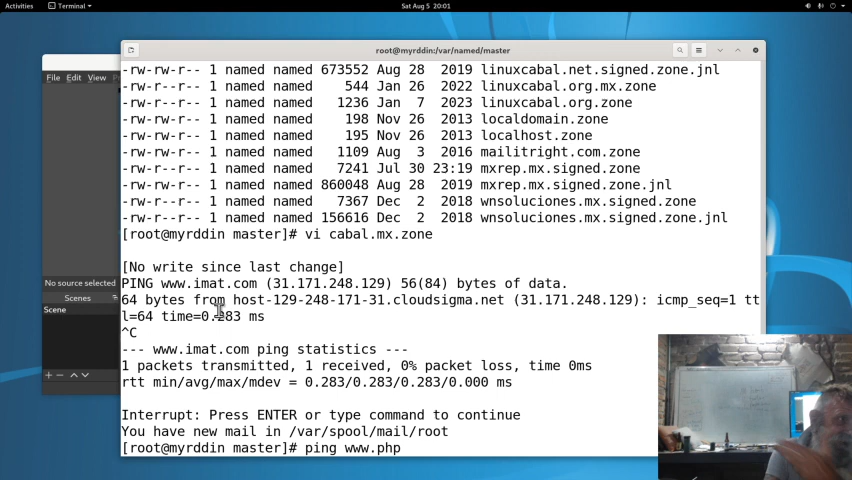 Activities
Terminal
Sat Aug 5 20:01
root@myrddin:/var/named/master
File Edit View
-rw-rw-r-- 1 named named 673552 Aug 28 2019 linuxcabal.net.signed.zone.jnl
-rw-rw-r-- 1 named named 544 Jan 26 2022 linuxcabal.org.mx.zone
-rw-rw-r-- 1 named named 1236 Jan 7 2023 linuxcabal.org.zone
-rw-rw-r-- 1 named named 198 Nov 26 2013 localdomain.zone
-rw-rw-r-- 1 named named 195 Nov 26 2013 localhost.zone
-rw-rw-r-- 1 named named 1109 Aug 3 2016 mailitright.com.zone
-rw-rw-r-- 1 named named 7241 Jul 30 23:19 mxrep.mx.signed.zone
-rw-rw-r-- 1 named named 860048 Aug 28 2019 mxrep.mx.signed.zone.jnl
-rw-rw-r-- 1 named named 7367 Dec 2 2018 wnsoluciones.mx.signed.zone
-rw-rw-r-- 1 named named 156616 Dec 2 2018 wnsoluciones.mx.signed.zone.jnl
[root@myrddin master]# vi cabal.mx.zone
[No write since last change]
PING www.imat.com (31.171.248.129) 56(84) bytes of data.
64 bytes from host-129-248-171-31.cloudsigma.net (31.171.248.129): icmp_seq=1 tt
l=64 time=0.283 ms
^C
--- www.imat.com ping statistics ---
1 packets transmitted, 1 received, 0% packet loss, time 0ms
rtt min/avg/max/mdev = 0.283/0.283/0.283/0.000 ms
Interrupt: Press ENTER or type command to continue
You have new mail in /var/spool/mail/root
[root@myrddin master]# ping www.php
No source selected
Scenes
Scene